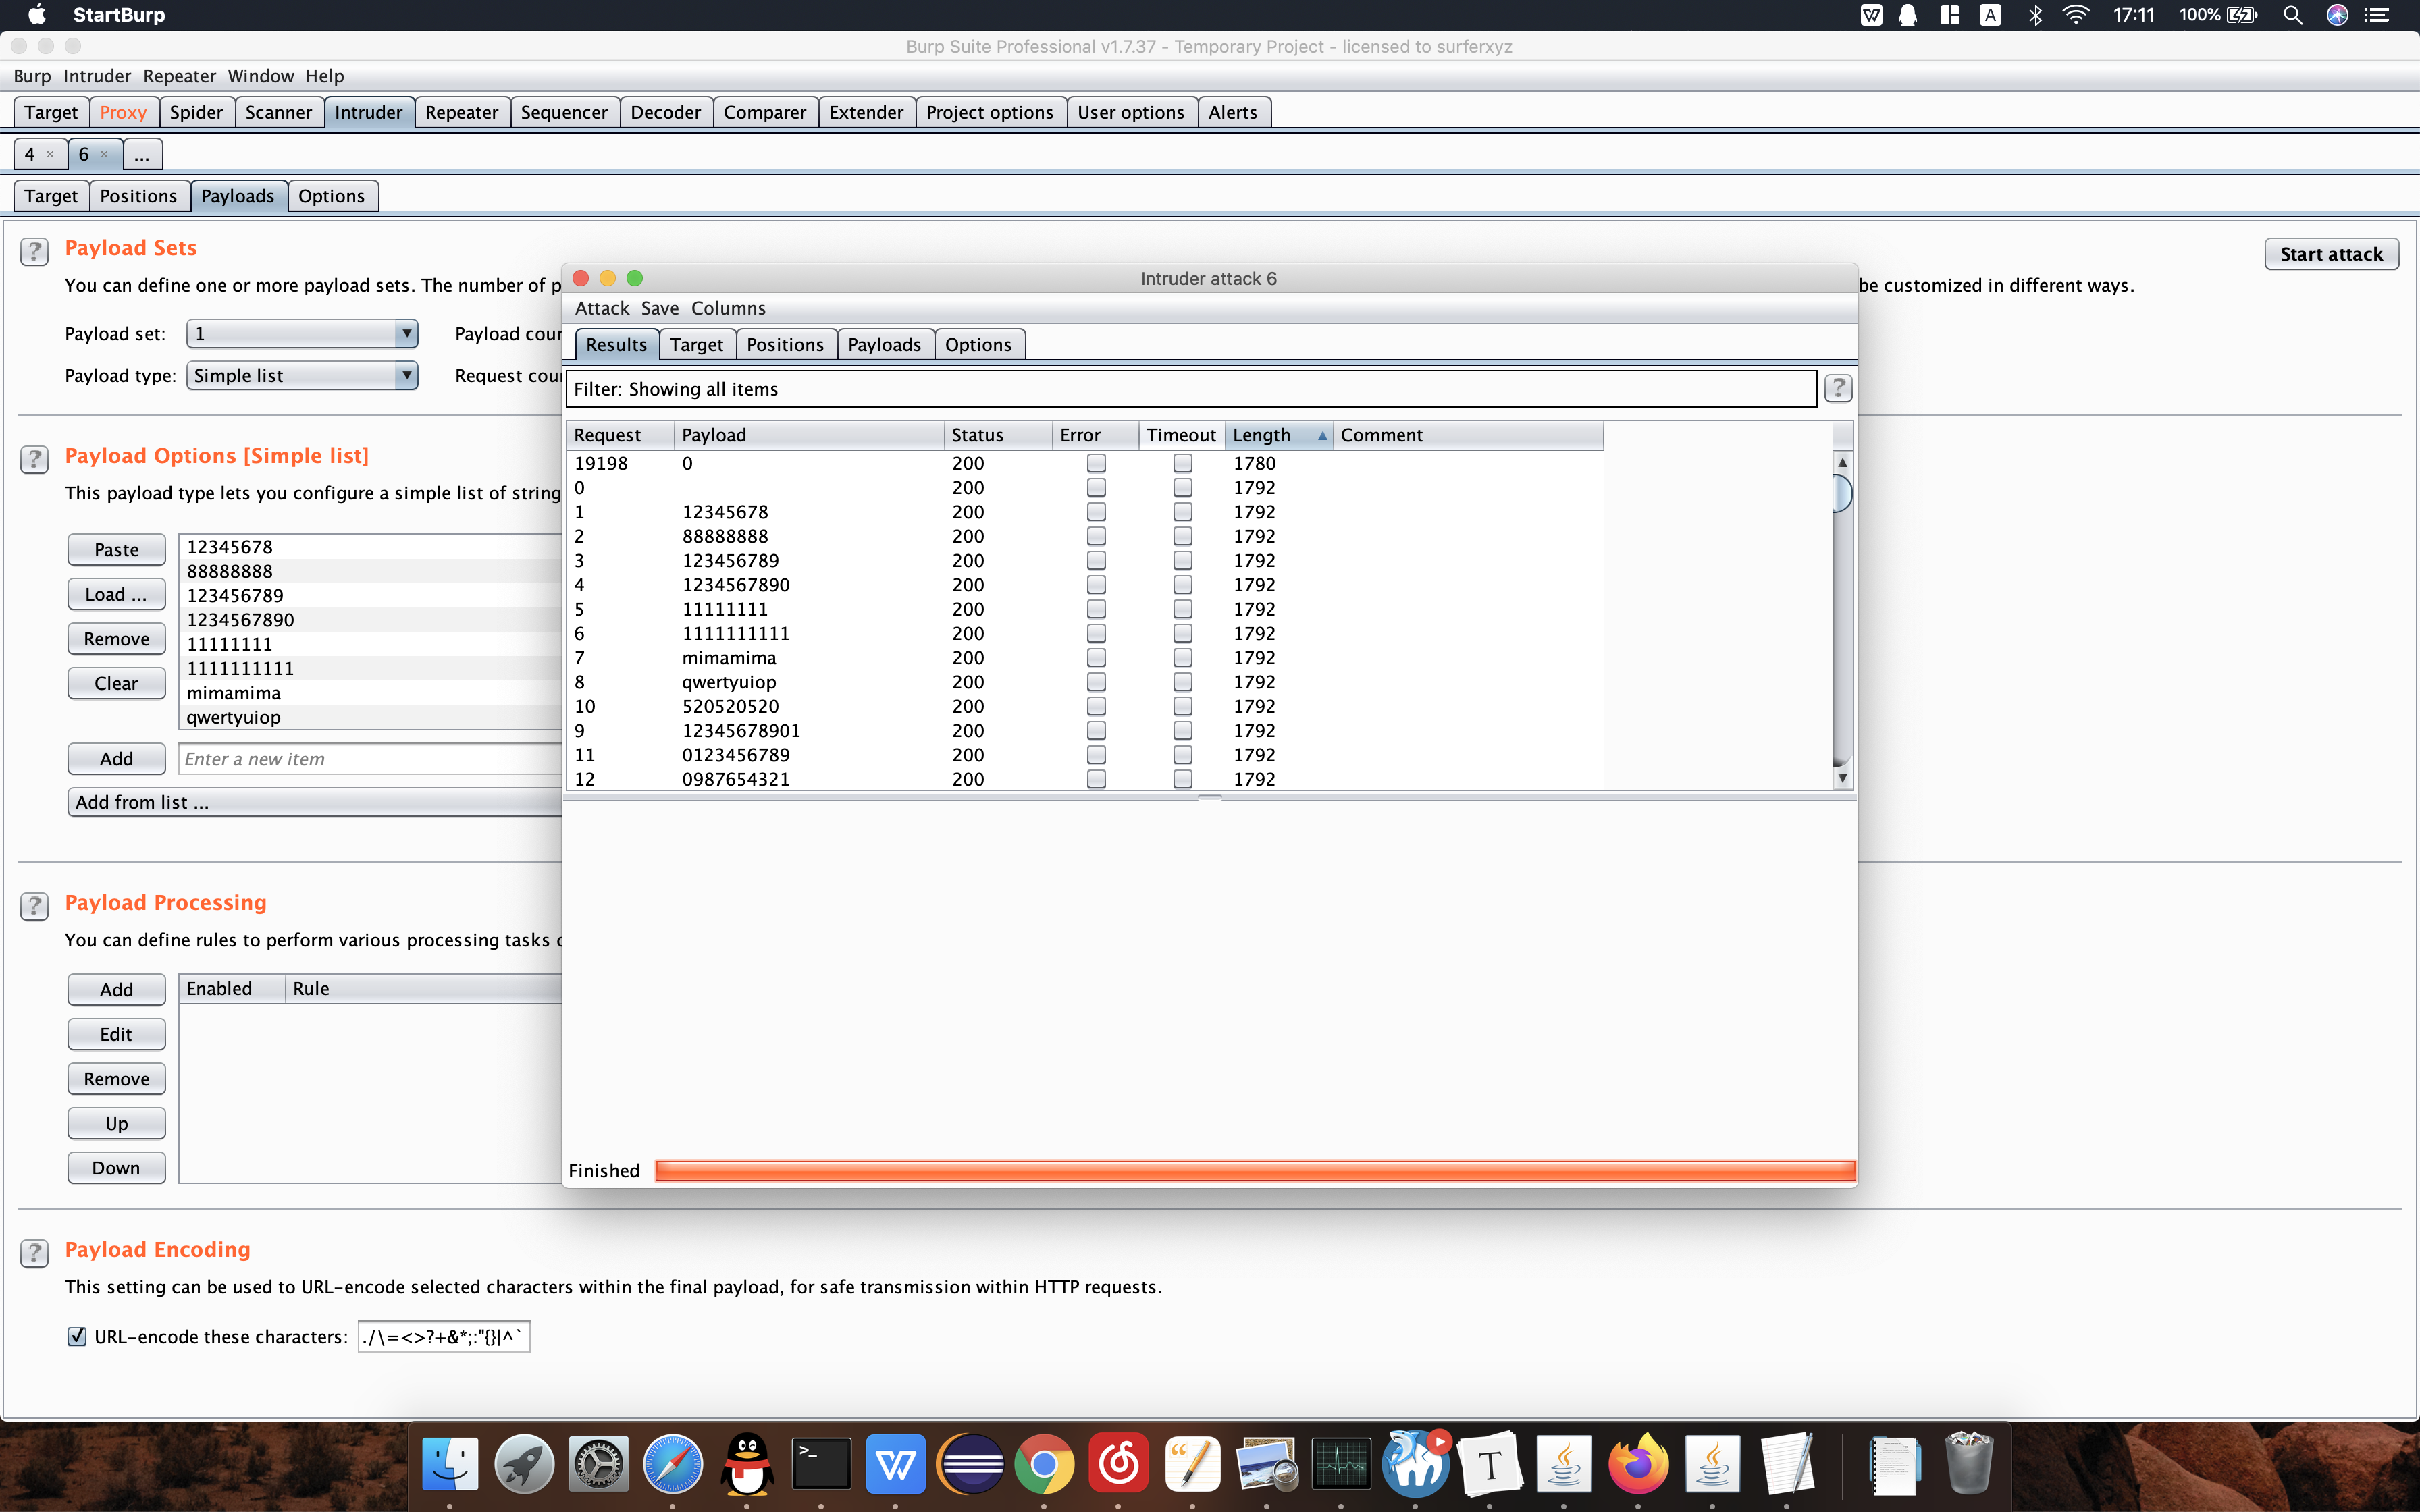 StartBurp
17:11
100%
Burp Suite Professional v1.7.37 - Temporary Project - licensed to surferxyz
Burp Intruder Repeater Window Help
Target Proxy Spider Scanner Intruder Repeater Sequencer Decoder Comparer Extender Project options User options Alerts
4 × 6 × ...
Target Positions Payloads Options
? Payload Sets
Start attack
You can define one or more payload sets. The number of p
be customized in different ways.
Payload set: 1 Payload cour
Payload type: Simple list Request cou
? Payload Options [Simple list]
This payload type lets you configure a simple list of string
Paste
Load ...
Remove
Clear
12345678
88888888
123456789
1234567890
11111111
1111111111
mimamima
qwertyuiop
Add Enter a new item
Add from list ...
? Payload Processing
You can define rules to perform various processing tasks
Add
Edit
Remove
Up
Down
Enabled Rule
? Payload Encoding
This setting can be used to URL-encode selected characters within the final payload, for safe transmission within HTTP requests.
URL-encode these characters: ./\=<>?+&*;:"{}|^`
Intruder attack 6
Attack Save Columns
Results Target Positions Payloads Options
Filter: Showing all items ?
Request Payload Status Error Timeout Length Comment
19198 0 200 1780
0 200 1792
1 12345678 200 1792
2 88888888 200 1792
3 123456789 200 1792
4 1234567890 200 1792
5 11111111 200 1792
6 1111111111 200 1792
7 mimamima 200 1792
8 qwertyuiop 200 1792
10 520520520 200 1792
9 12345678901 200 1792
11 0123456789 200 1792
12 0987654321 200 1792
Finished